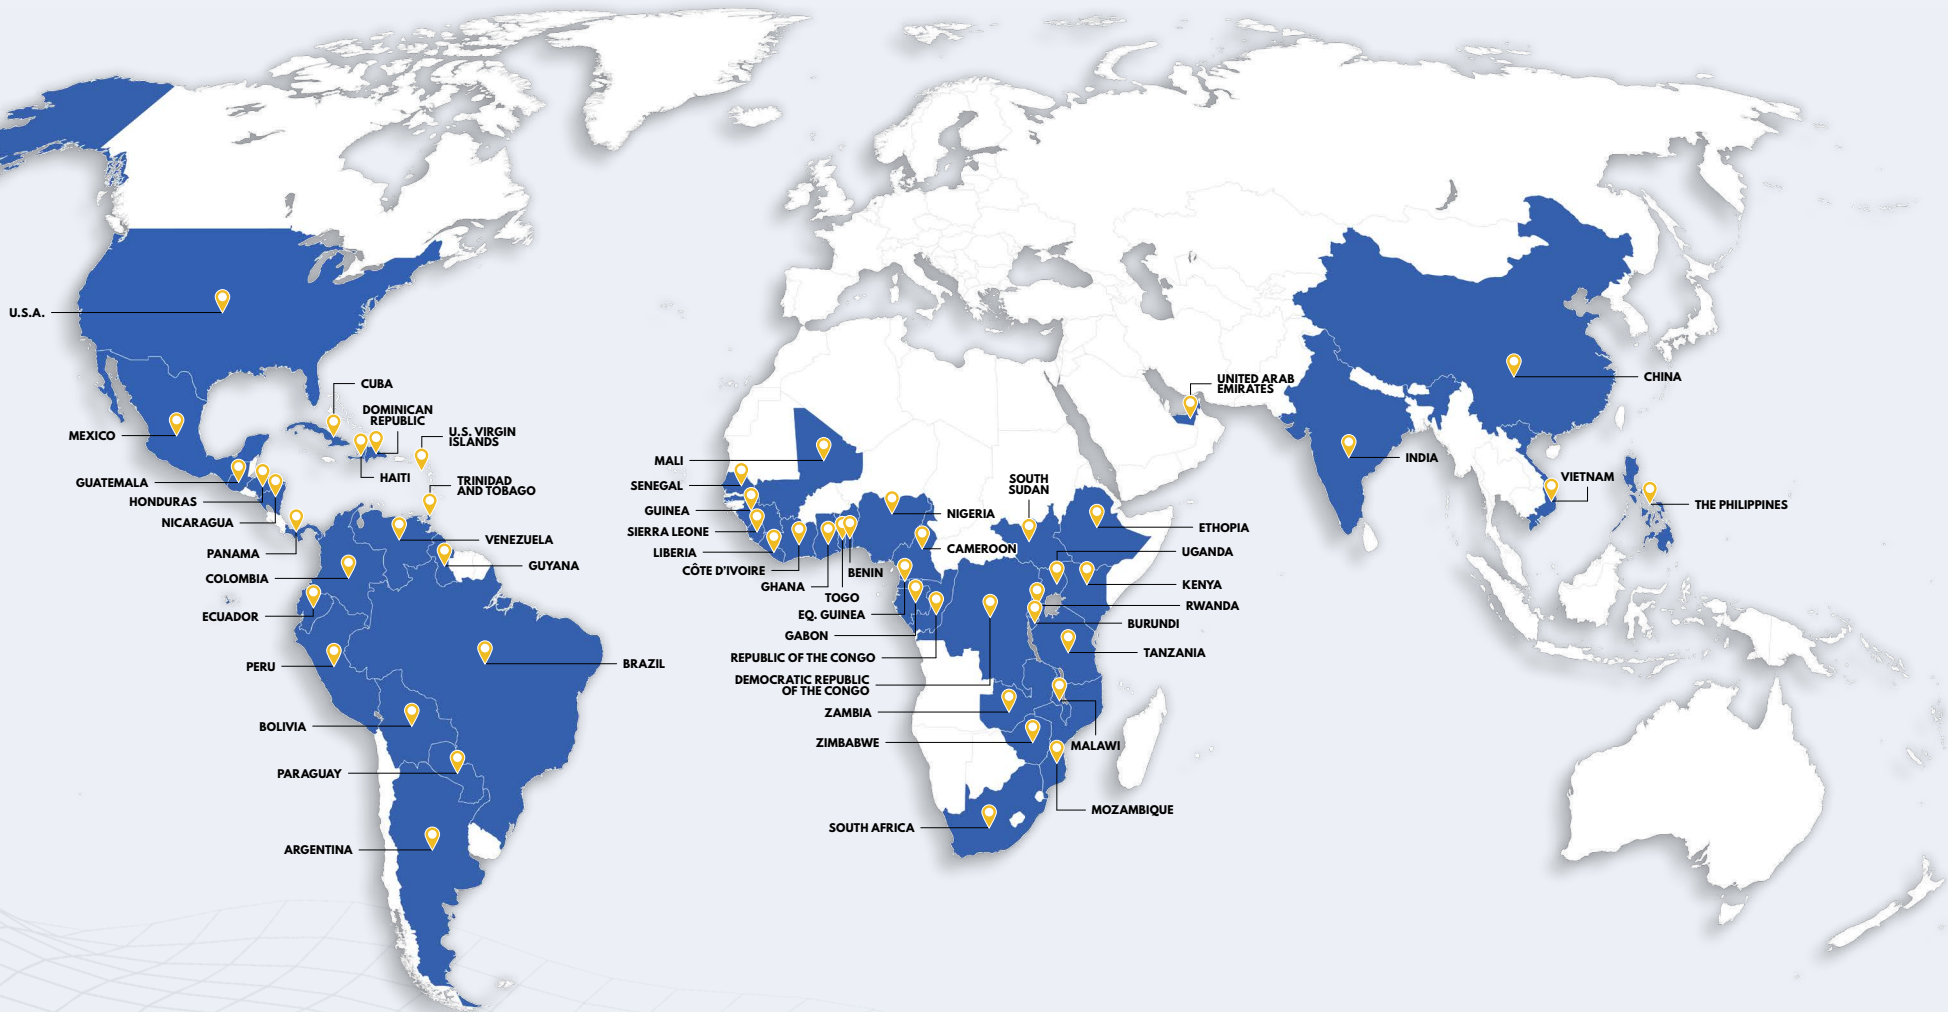 U.S.A.
CUBA
DOMINICAN
REPUBLIC
U.S. VIRGIN
ISLANDS
MEXICO
HAITI
GUATEMALA
TRINIDAD
AND TOBAGO
HONDURAS
NICARAGUA
PANAMA
VENEZUELA
GUYANA
COLOMBIA
ECUADOR
PERU
BRAZIL
BOLIVIA
PARAGUAY
ARGENTINA
MALI
SENEGAL
GUINEA
SIERRA LEONE
LIBERIA
CÔTE D'IVOIRE
GHANA
TOGO
BENIN
NIGERIA
CAMEROON
EQ. GUINEA
GABON
REPUBLIC OF THE CONGO
DEMOCRATIC REPUBLIC
OF THE CONGO
ZAMBIA
ZIMBABWE
SOUTH AFRICA
SOUTH
SUDAN
ETHOPIA
UGANDA
KENYA
RWANDA
BURUNDI
TANZANIA
MALAWI
MOZAMBIQUE
UNITED ARAB
EMIRATES
CHINA
INDIA
VIETNAM
THE PHILIPPINES